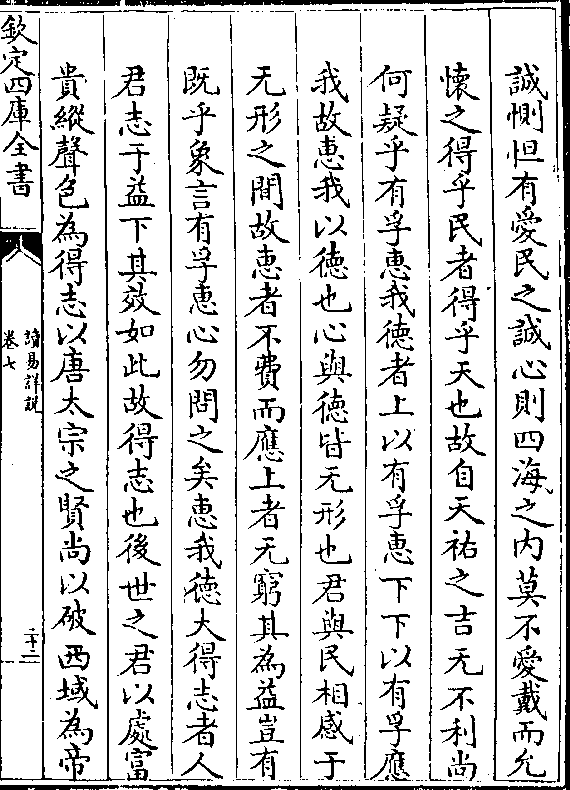 誠惻怛有愛民之誠心則四海之内莫不愛戴而允
懷之得乎民者得乎天也故自天祐之吉无不利尚
何疑乎有孚惠我德者上以有孚惠下下以有孚應
我故惠我以德也心與德皆无形也君與民相感于
无形之間故惠者不費而應上者无窮其為益豈有
既乎象言有孚惠心勿問之矣惠我德大得志者人
君志于益下其效如此故得志也後世之君以處富
貴縱聲色為得志以唐太宗之賢尚以破西域為帝
欽定四庫全書
讀易詳説
卷七
二十二